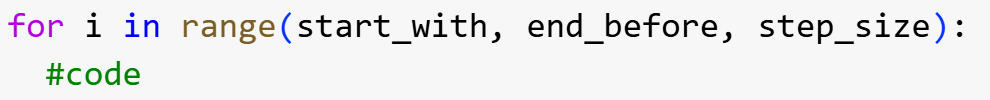 for i in range(start_with, end_before, step_size):
  #code